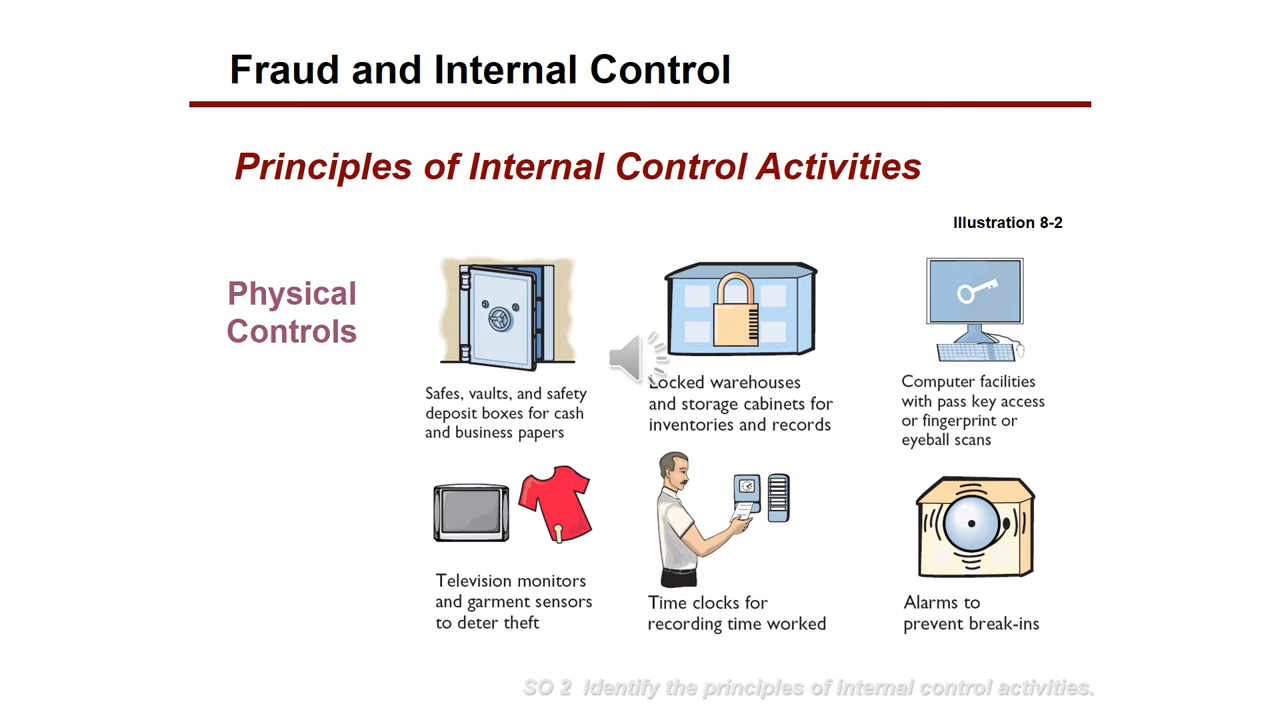 Fraud and Internal Control
Principles of Internal Control Activities
Illustration 8-2
Physical
Controls
Safes, vaults, and safety
deposit boxes for cash
and business papers
Locked warehouses
and storage cabinets for
inventories and records
Computer facilities
with pass key access
or fingerprint or
eyeball scans
Television monitors
and garment sensors
to deter theft
Time clocks for
recording time worked
Alarms to
prevent break-ins
SO 2 Identify the principles of internal control activities.